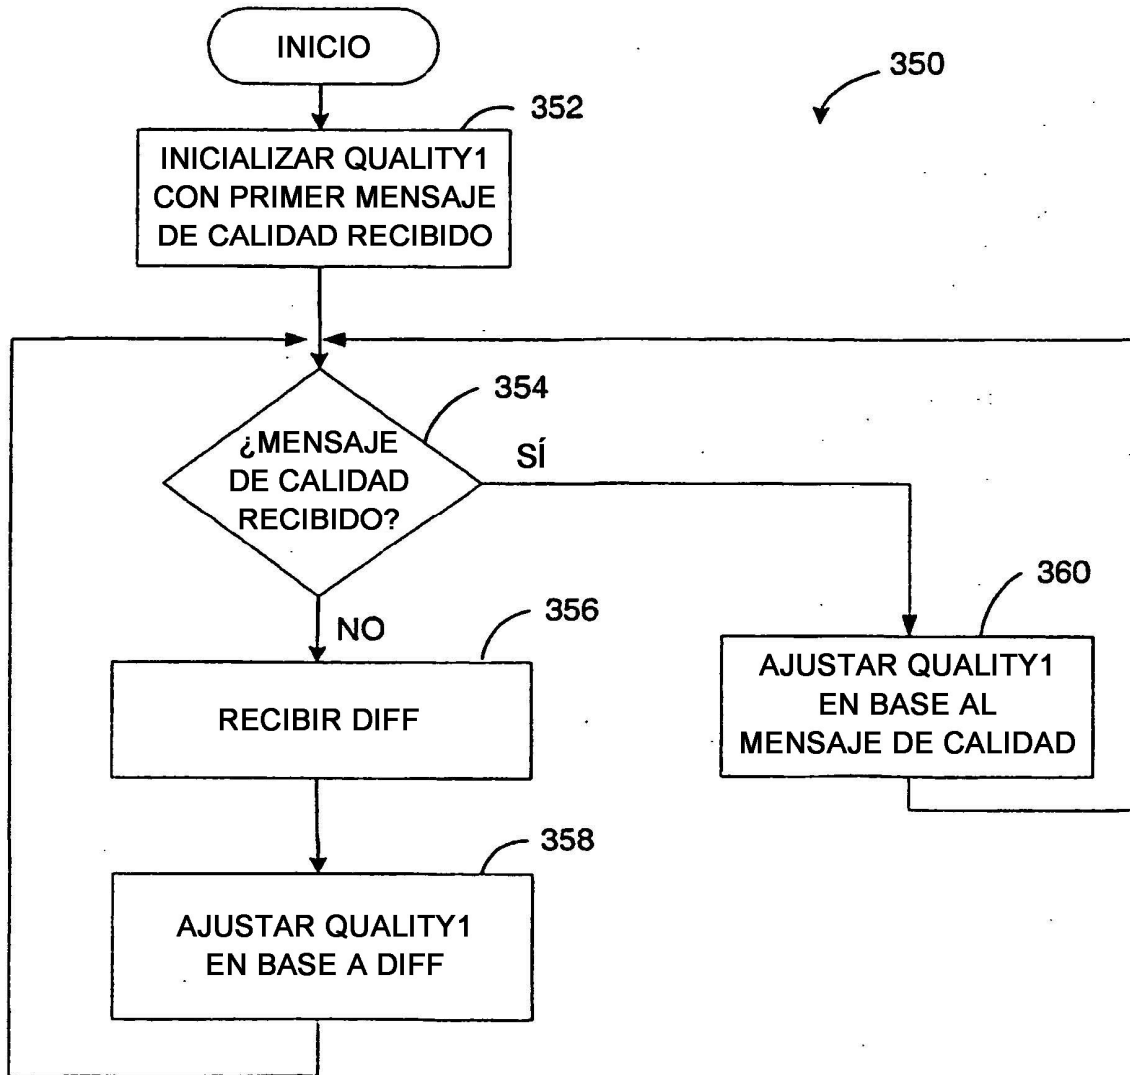 INICIO
350
352
INICIALIZAR QUALITY1
CON PRIMER MENSAJE
DE CALIDAD RECIBIDO
354
¿MENSAJE
DE CALIDAD
RECIBIDO?
SÍ
NO
356
RECIBIR DIFF
360
AJUSTAR QUALITY1
EN BASE AL
MENSAJE DE CALIDAD
358
AJUSTAR QUALITY1
EN BASE A DIFF